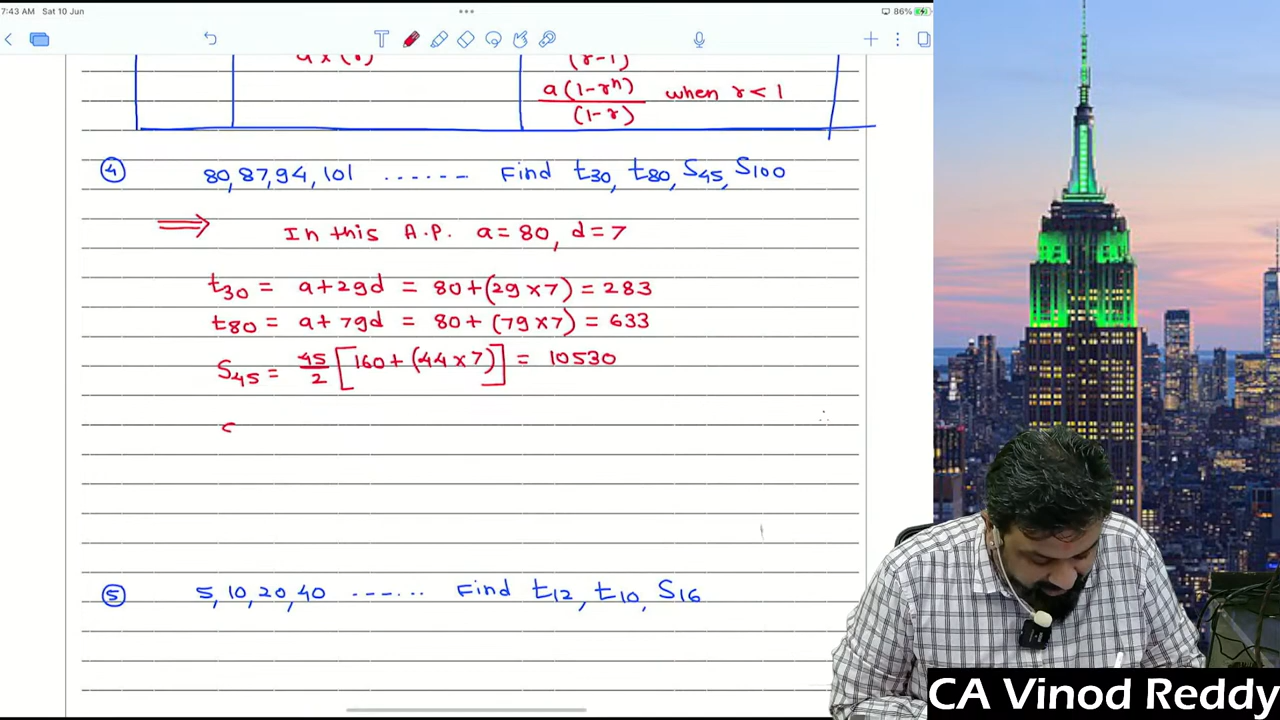 7:43 AM Sat 10 Jun
86%
(r-1)
a(1-rⁿ) when r < 1
(1-r)
④ 80, 87, 94, 101 ....... Find t30, t80, S45, S100
⟹ In this A.P. a = 80, d = 7
t30 = a+29d = 80+(29×7) = 283
t80 = a+79d = 80+(79×7) = 633
S45 = 45/2 [160+(44×7)] = 10530
⑤ 5, 10, 20, 40 ....... Find t12, t10, S16
CA Vinod Reddy